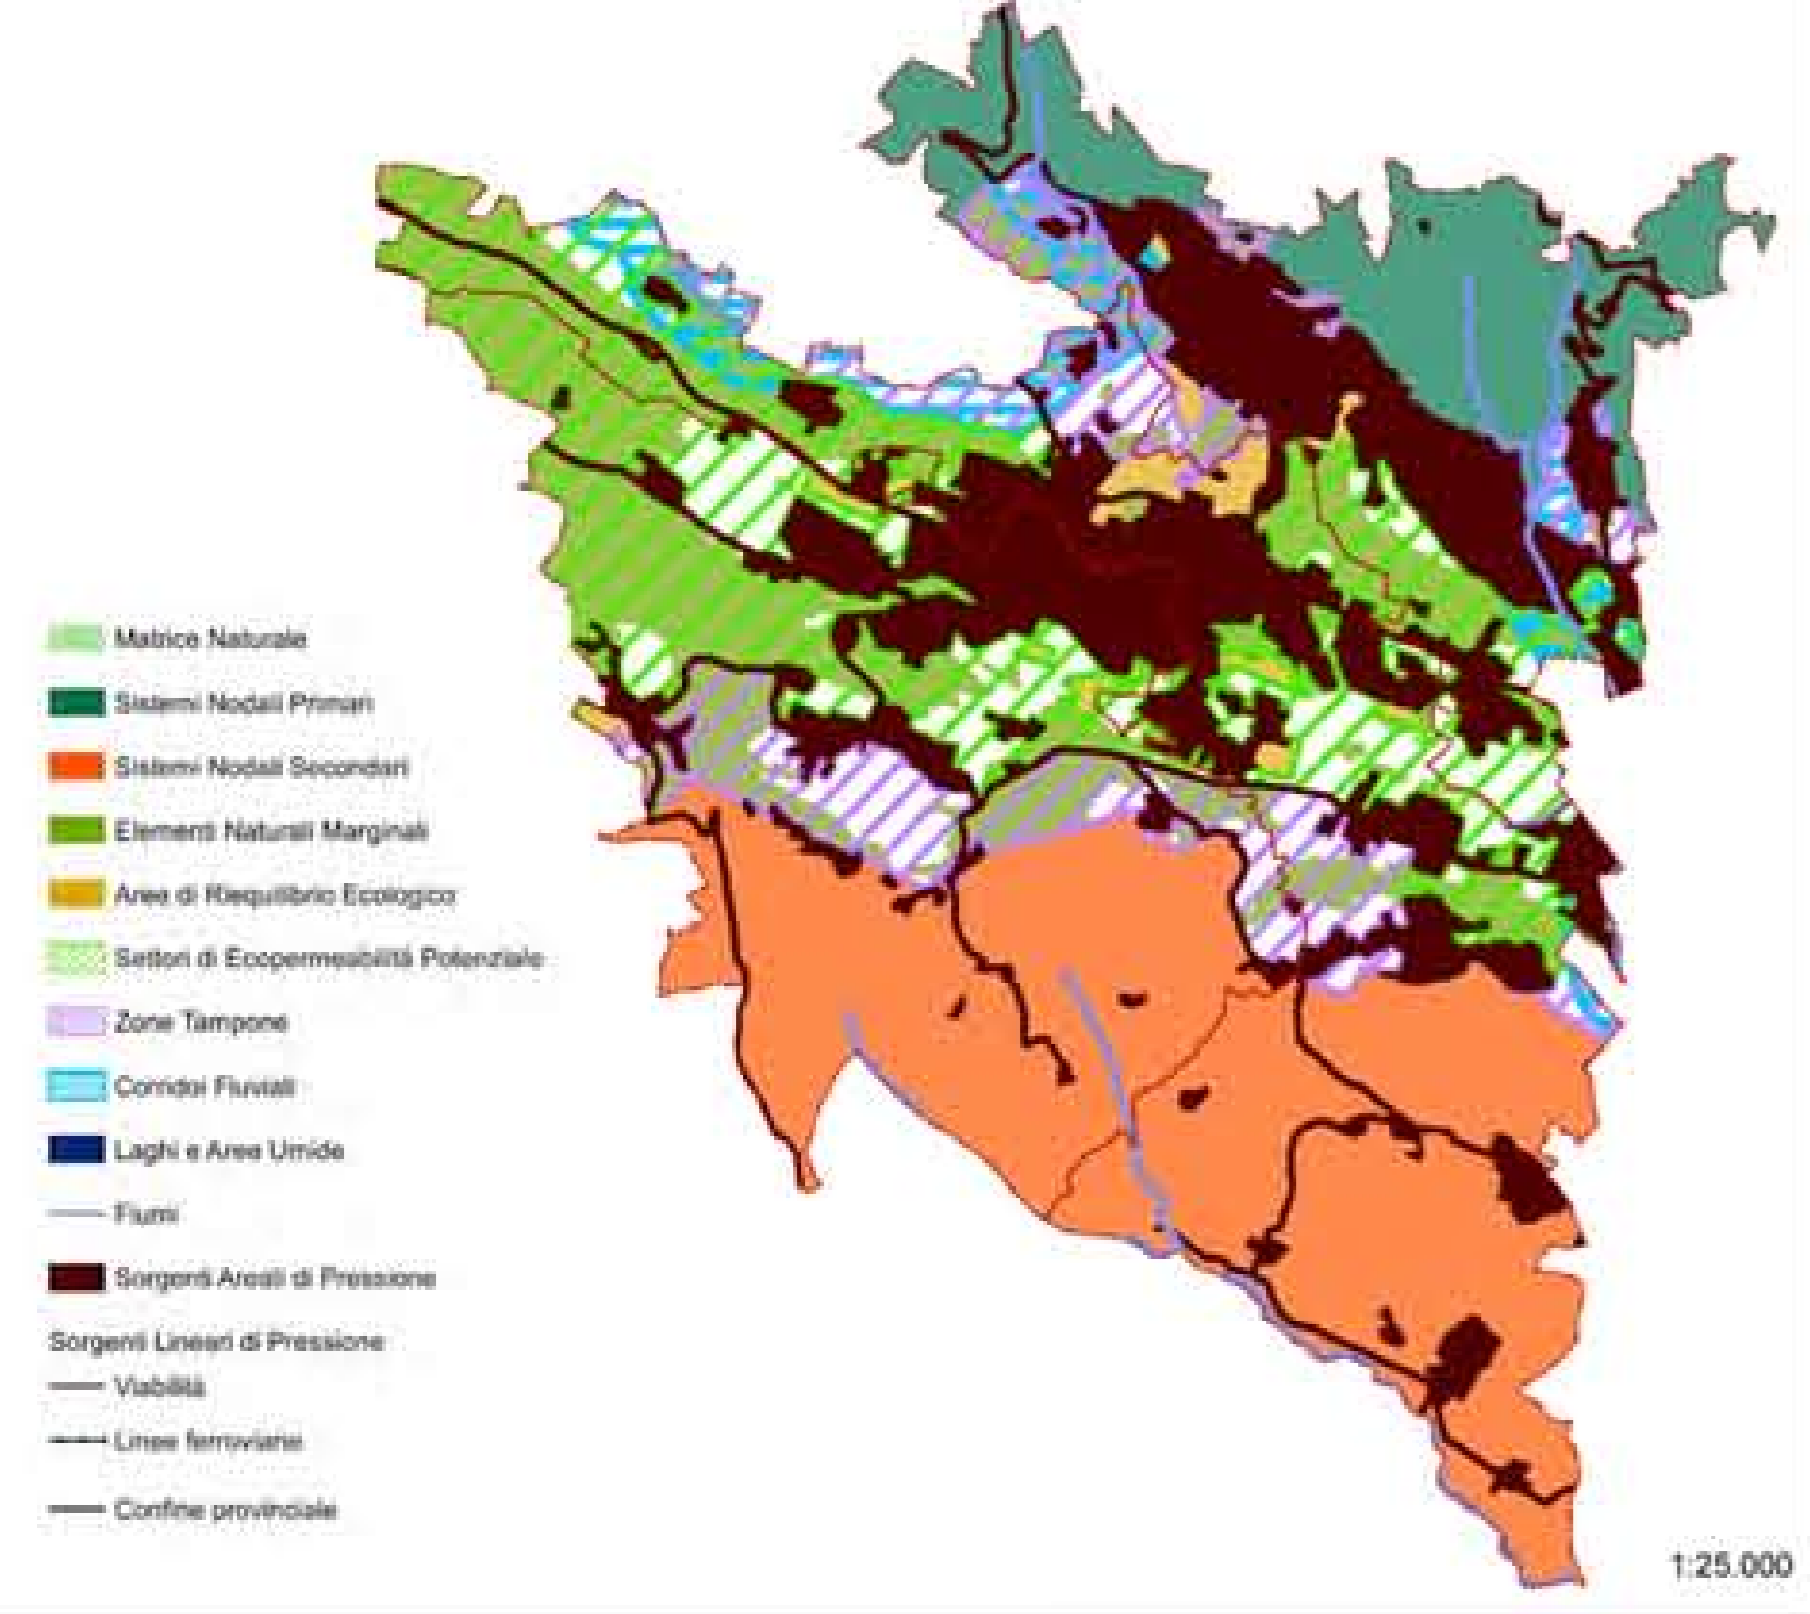 Matrice Naturale
Sistemi Nodali Primari
Sistemi Nodali Secondari
Elementi Naturali Marginali
Aree di Riequilibrio Ecologico
Settori di Ecopermeabilità Potenziale
Zone Tampone
Corridoi Fluviali
Laghi e Aree Umide
Fiumi
Sorgenti Areali di Pressione
Sorgenti Lineari di Pressione
Viabilità
Linee ferroviarie
Confine provinciale
1:25.000